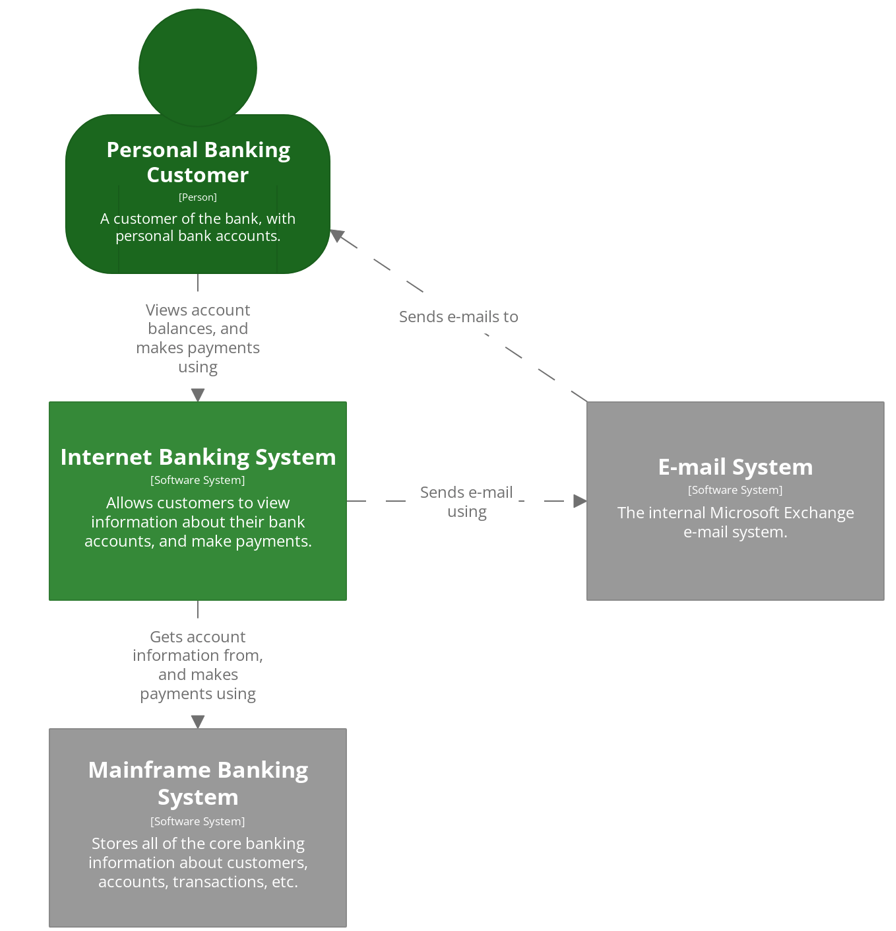 Personal Banking
Customer
[Person]
A customer of the bank, with
personal bank accounts.
Views account
balances, and
makes payments
using
Sends e-mails to
Internet Banking System
[Software System]
Allows customers to view
information about their bank
accounts, and make payments.
Sends e-mail
using
E-mail System
[Software System]
The internal Microsoft Exchange
e-mail system.
Gets account
information from,
and makes
payments using
Mainframe Banking
System
[Software System]
Stores all of the core banking
information about customers,
accounts, transactions, etc.